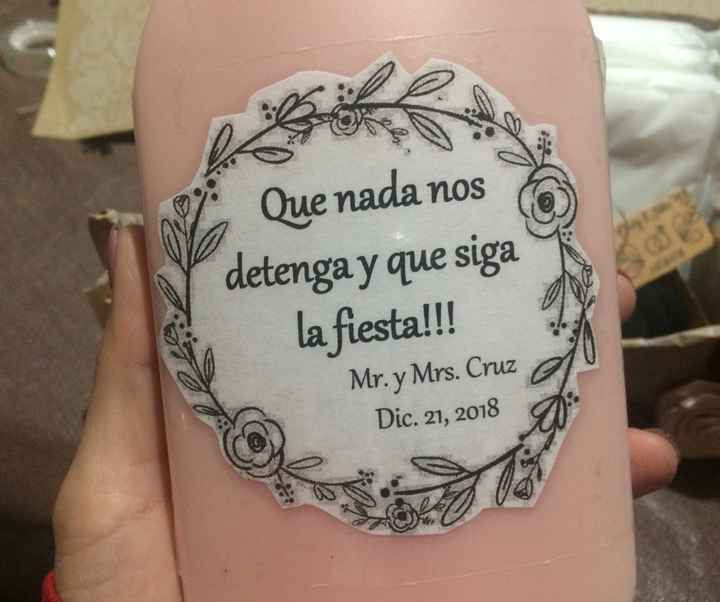 Que nada nos
detenga y que siga
la fiesta!!!
Mr. y Mrs. Cruz
Dic. 21, 2018